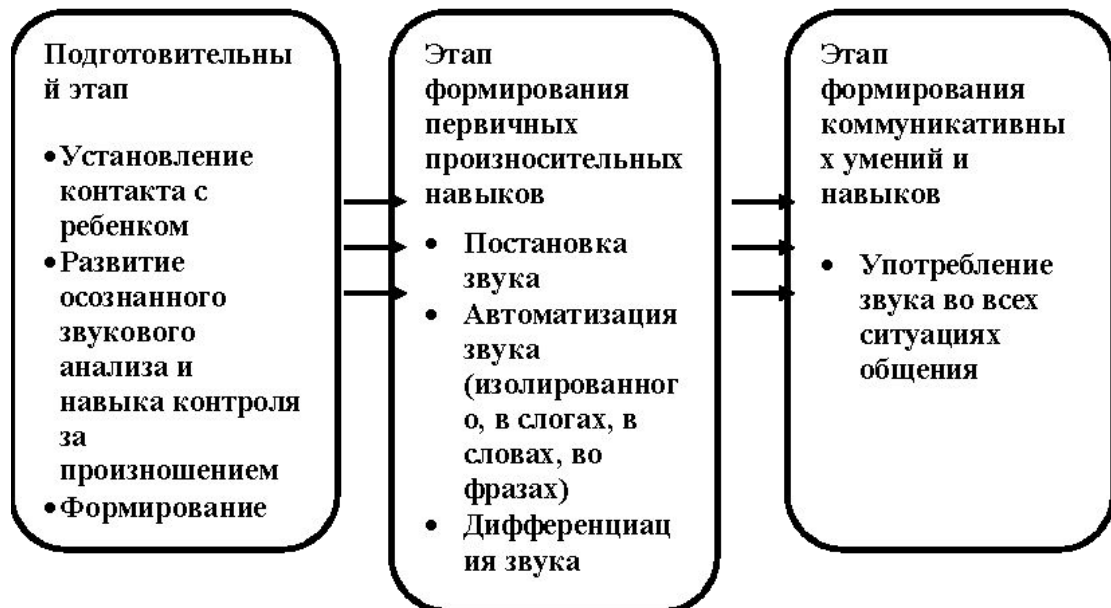 Подготовительны
й этап
•Установление
контакта с
ребенком
•Развитие
осознанного
звукового
анализа и
навыка контроля
за
произношением
•Формирование
Этап
формирования
первичных
произносительных
навыков
• Постановка
звука
• Автоматизация
звука
(изолированног
о, в слогах, в
словах, во
фразах)
• Дифференциац
ия звука
Этап
формирования
коммуникативны
х умений и
навыков
• Употребление
звука во всех
ситуациях
общения